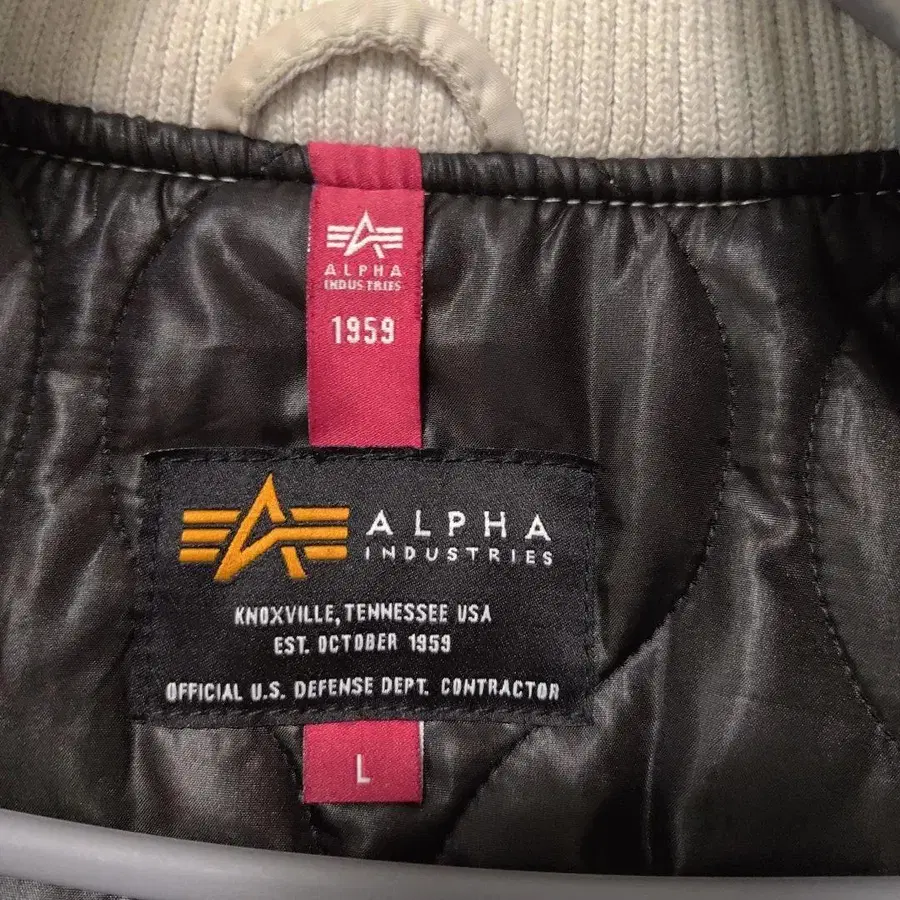 ALPHA
INDUSTRIES
1959
ALPHA
INDUSTRIES
KNOXVILLE, TENNESSEE USA
EST. OCTOBER 1959
OFFICIAL U.S. DEFENSE DEPT. CONTRACTOR
L